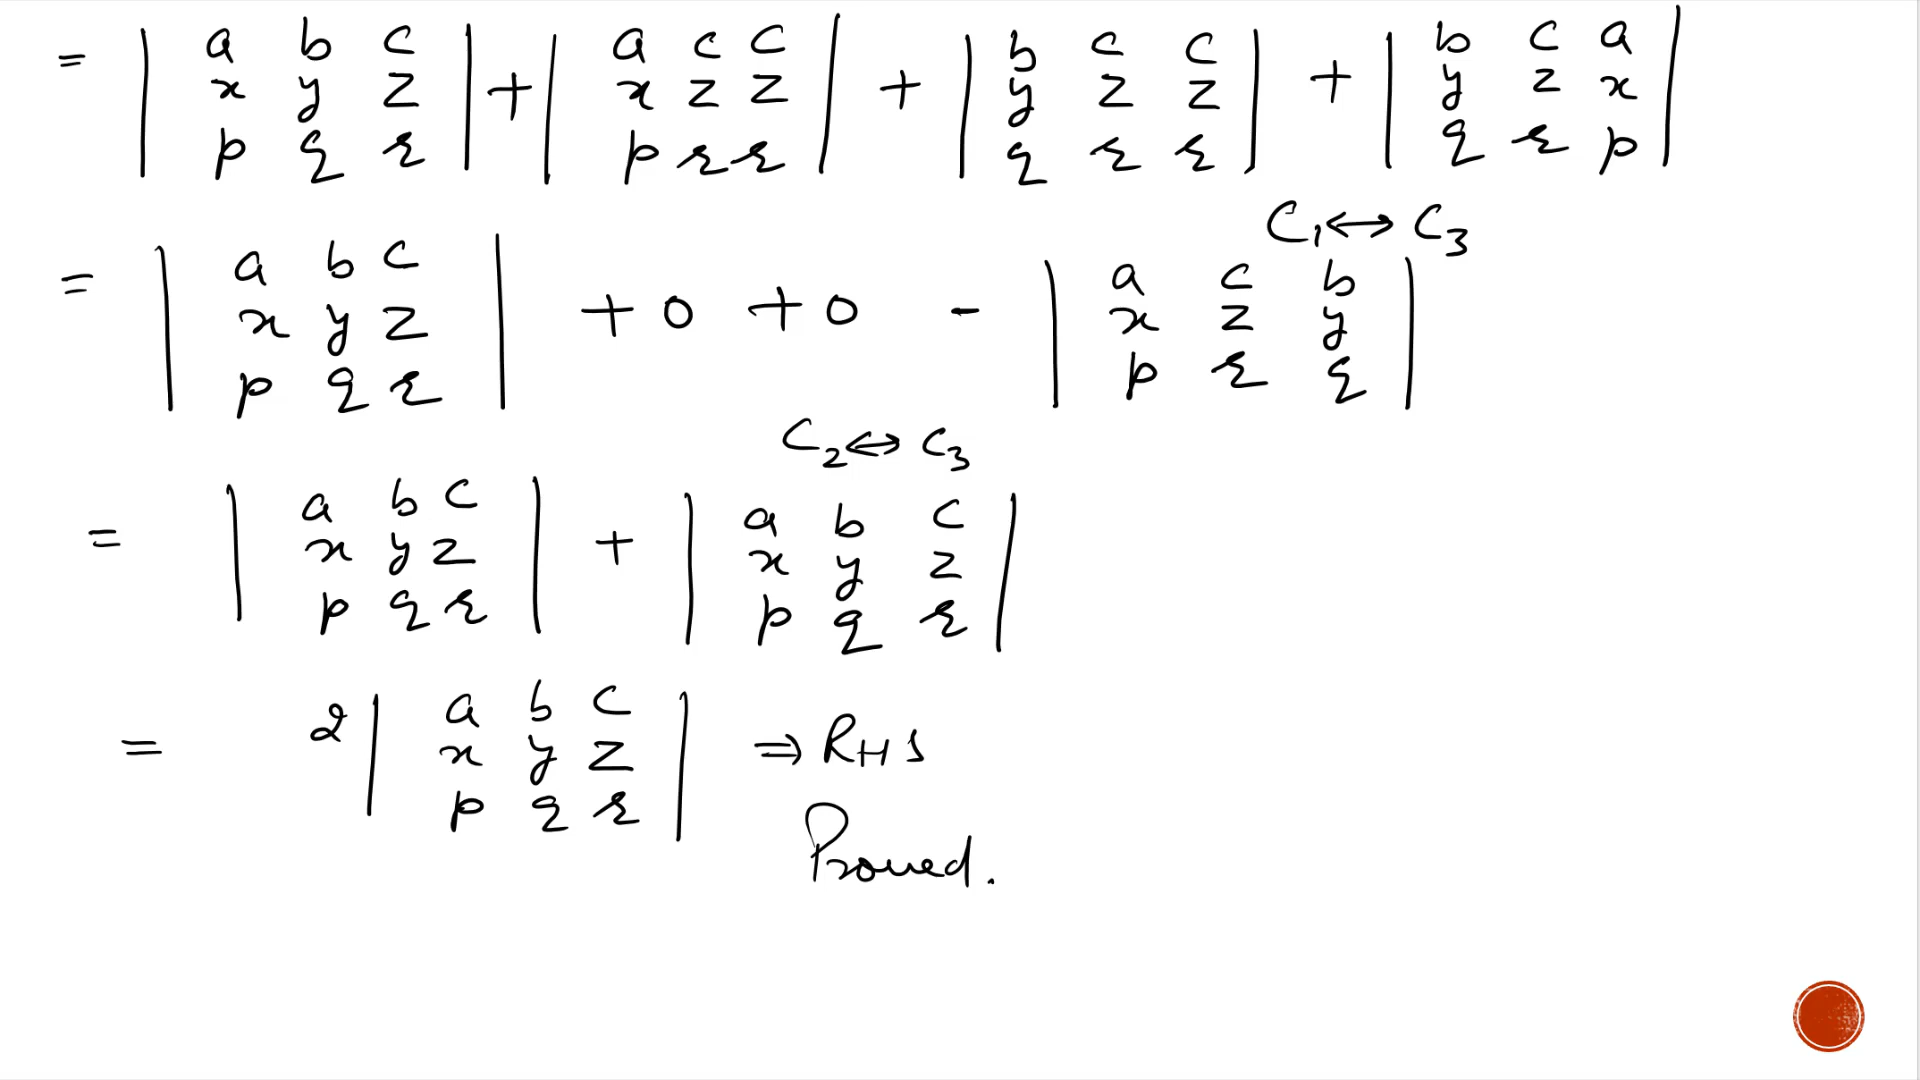 = | a b c | + | a c c | + | b c c | + | b c a |
| x y z | | x z z | | y z z | | y z x |
| p q r | | p r r | | q r r | | q r p |
C₁ ↔ C₃
= | a b c | + 0 + 0 - | a c b |
| x y z | | x z y |
| p q r | | p r q |
C₂ ↔ C₃
= | a b c | + | a b c |
| x y z | | x y z |
| p q r | | p q r |
= 2 | a b c | ⇒ RHS
| x y z |
| p q r |
Proved.